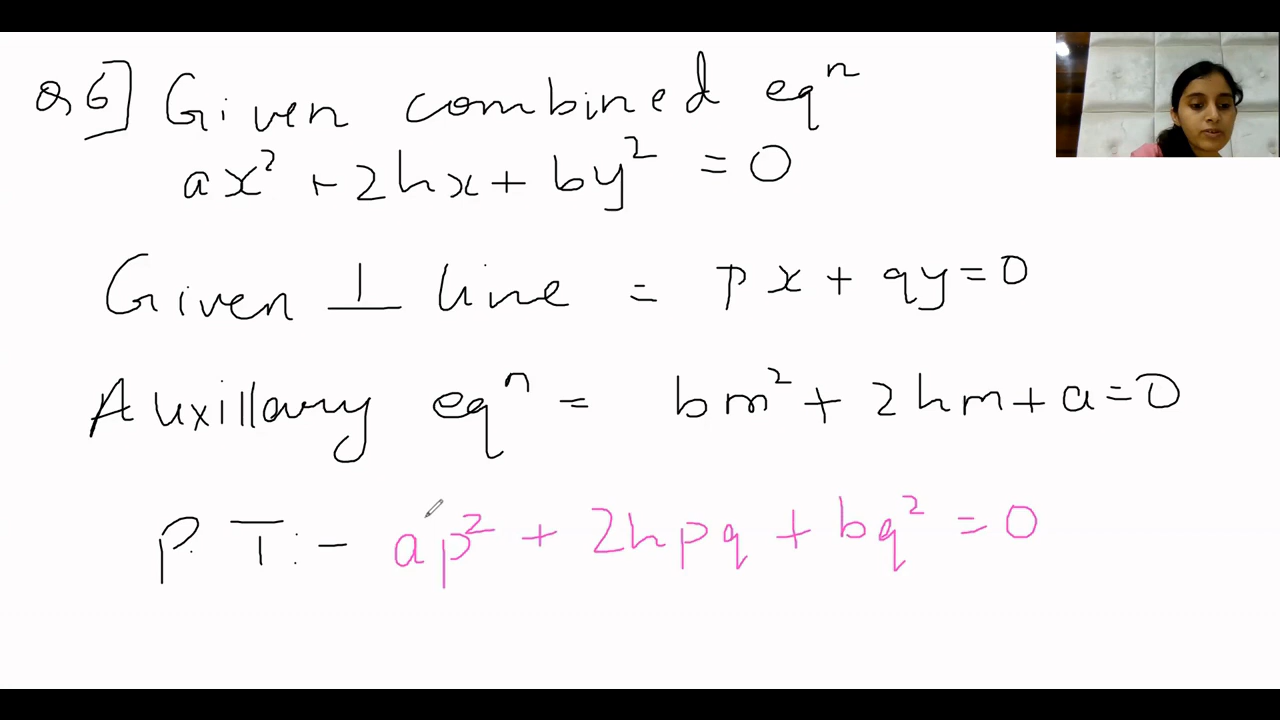 Q.6] Given combined eqⁿ
ax² + 2hx + by² = 0
Given ⊥ line = px + qy = 0
Auxillary eqⁿ = bm² + 2hm + a = 0
P.T:- ap² + 2hpq + bq² = 0